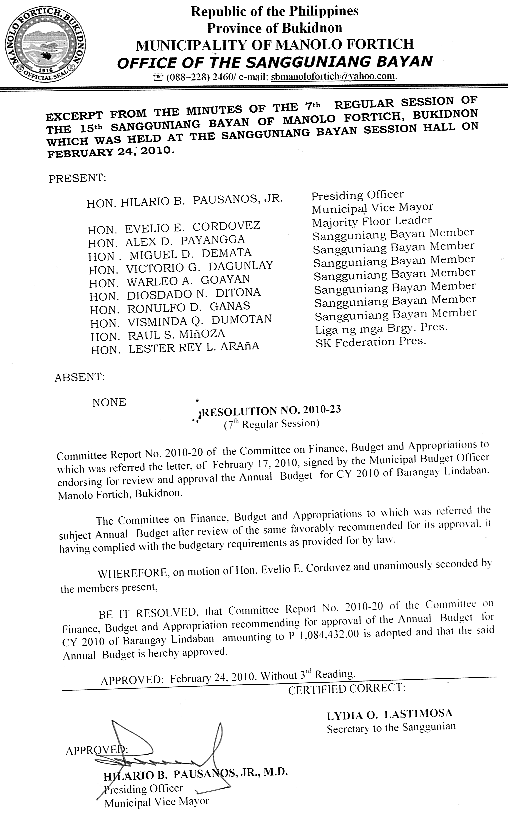 Republic of the Philippines
Province of Bukidnon
MUNICIPALITY OF MANOLO FORTICH
OFFICE OF THE SANGGUNIANG BAYAN
☏ (088-228) 2460/ e-mail: sbmanolofortich@yahoo.com.
MANOLO FORTICH, BUKIDNON
OFFICIAL SEAL
EXCERPT FROM THE MINUTES OF THE 7th REGULAR SESSION OF
THE 15th SANGGUNIANG BAYAN OF MANOLO FORTICH, BUKIDNON
WHICH WAS HELD AT THE SANGGUNIANG BAYAN SESSION HALL ON
FEBRUARY 24, 2010.
PRESENT:
HON. HILARIO B. PAUSANOS, JR. Presiding Officer
Municipal Vice Mayor
HON. EVELIO E. CORDOVEZ Majority Floor Leader
HON. ALEX D. PAYANGGA Sangguniang Bayan Member
HON . MIGUEL D. DEMATA Sangguniang Bayan Member
HON. VICTORIO G. DAGUNLAY Sangguniang Bayan Member
HON. WARLEO A. GOAYAN Sangguniang Bayan Member
HON. DIOSDADO N. DITONA Sangguniang Bayan Member
HON. RONULFO D. GANAS Sangguniang Bayan Member
HON. VISMINDA Q. DUMOTAN Sangguniang Bayan Member
HON. RAUL S. MIñOZA Liga ng mga Brgy. Pres.
HON. LESTER REY L. ARAñA SK Federation Pres.
ABSENT:
NONE
RESOLUTION NO. 2010-23
(7th Regular Session)
Committee Report No. 2010-20 of the Committee on Finance, Budget and Appropriations to
which was referred the letter, of February 17, 2010, signed by the Municipal Budget Officer
endorsing for review and approval the Annual Budget for CY 2010 of Barangay Lindaban,
Manolo Fortich, Bukidnon.
The Committee on Finance, Budget and Appropriations to which was referred the
subject Annual Budget after review of the same favorably recommended for its approval, it
having complied with the budgetary requirements as provided for by law.
WHEREFORE, on motion of Hon. Evelio E. Cordovez and unanimously seconded by
the members present,
BE IT RESOLVED, that Committee Report No. 2010-20 of the Committee on
Finance, Budget and Appropriation recommending for approval of the Annual Budget for
CY 2010 of Barangay Lindaban amounting to P 1,084,432.00 is adopted and that the said
Annual Budget is hereby approved.
APPROVED: February 24, 2010. Without 3rd Reading.
CERTIFIED CORRECT:
LYDIA O. LASTIMOSA
Secretary to the Sanggunian
APPROVED:
HILARIO B. PAUSANOS, JR., M.D.
Presiding Officer
Municipal Vice Mayor